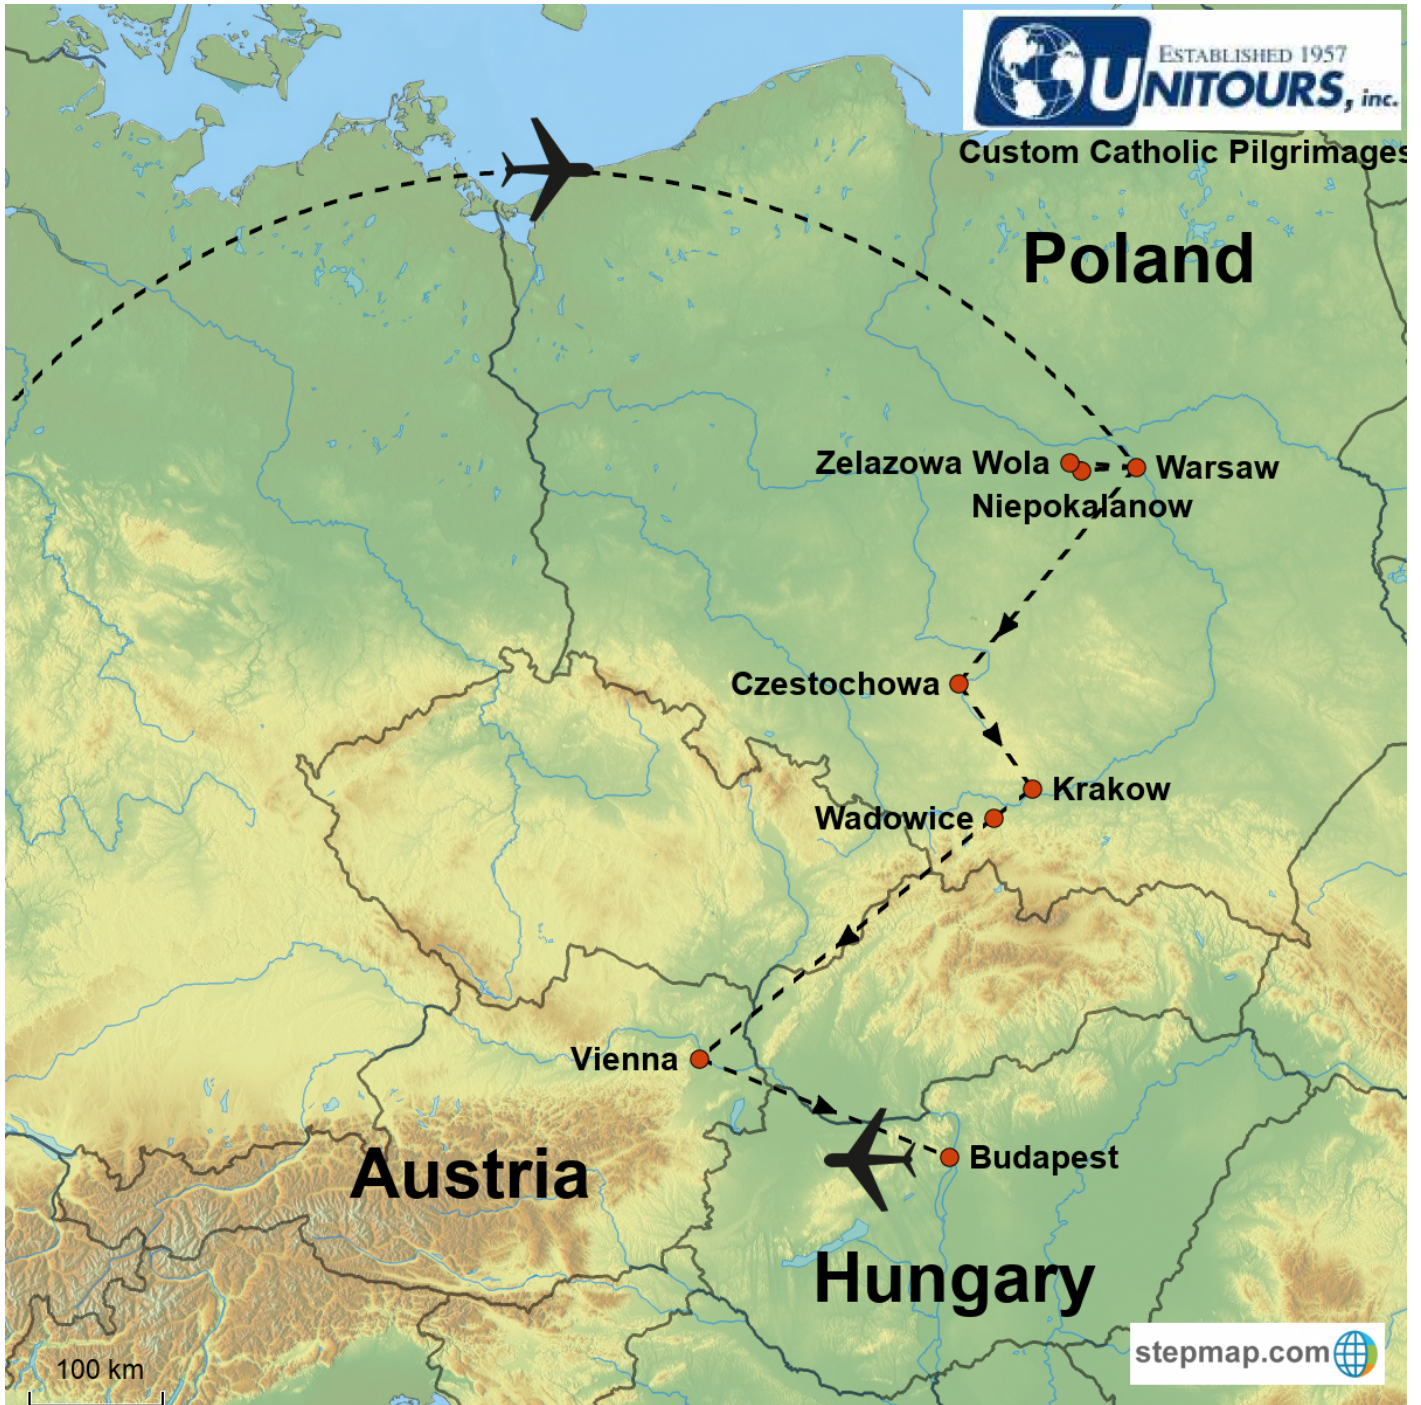 ESTABLISHED 1957
UNITOURS, inc.
Custom Catholic Pilgrimages
Poland
Zelazowa Wola
Warsaw
Niepokalanow
Czestochowa
Krakow
Wadowice
Vienna
Budapest
Austria
Hungary
stepmap.com
100 km